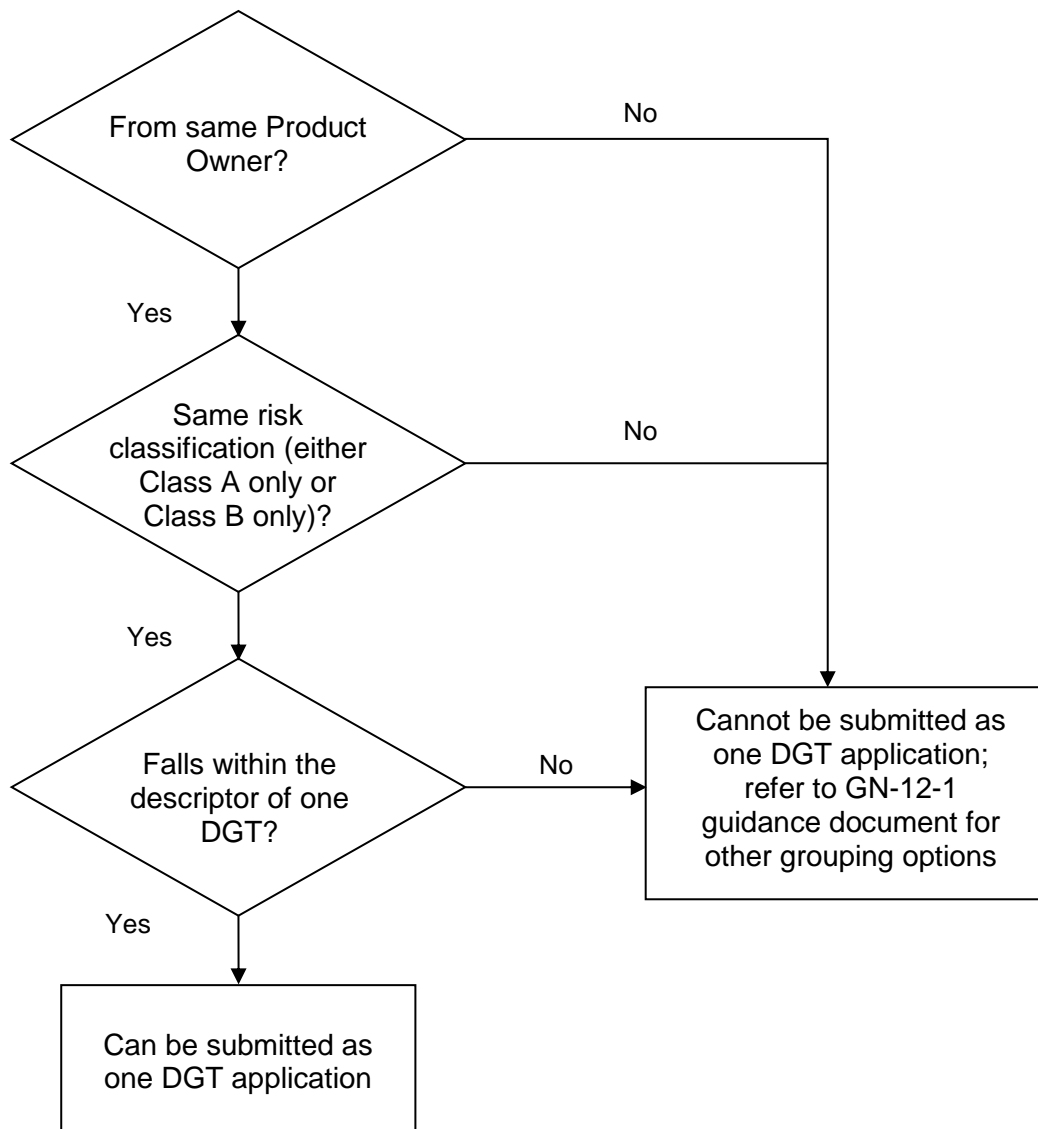 From same Product
Owner?
No
Yes
Same risk
classification (either
Class A only or
Class B only)?
No
Yes
Falls within the
descriptor of one
DGT?
No
Cannot be submitted as
one DGT application;
refer to GN-12-1
guidance document for
other grouping options
Yes
Can be submitted as
one DGT application